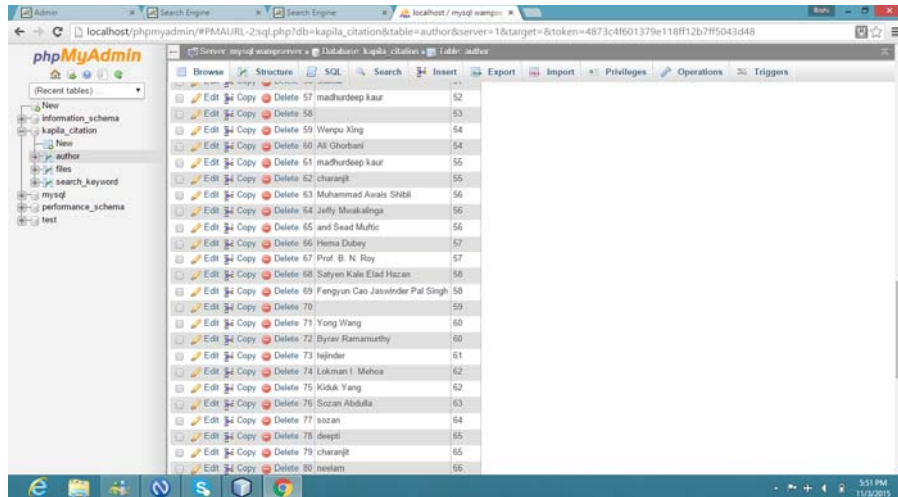 Admin
Search Engine
Search Engine
localhost / mysql wampser
Rishi
localhost/phpmyadmin/#PMAURL-2:sql.php?db=kapila_citation&table=author&server=1&target=&token=4873c4f601379e118ff12b7ff5043d48
phpMyAdmin
(Recent tables) ...
New
information_schema
kapila_citation
New
author
files
search_keyword
mysql
performance_schema
test
Server: mysql wampserver » Database: kapila_citation » Table: author
Browse Structure SQL Search Insert Export Import Privileges Operations Triggers
Edit Copy Delete 57 madhurdeep kaur 52
Edit Copy Delete 58 53
Edit Copy Delete 59 Wenpu Xing 54
Edit Copy Delete 60 Ali Ghorbani 54
Edit Copy Delete 61 madhurdeep kaur 55
Edit Copy Delete 62 charanjit 55
Edit Copy Delete 63 Muhammad Awais Shibli 56
Edit Copy Delete 64 Jeffy Mwakalinga 56
Edit Copy Delete 65 and Sead Muftic 56
Edit Copy Delete 66 Hema Dubey 57
Edit Copy Delete 67 Prof. B. N. Roy 57
Edit Copy Delete 68 Satyen Kale Elad Hazan 58
Edit Copy Delete 69 Fengyun Cao Jaswinder Pal Singh 58
Edit Copy Delete 70 59
Edit Copy Delete 71 Yong Wang 60
Edit Copy Delete 72 Byrav Ramamurthy 60
Edit Copy Delete 73 tejinder 61
Edit Copy Delete 74 Lokman I. Mehoa 62
Edit Copy Delete 75 Kiduk Yang 62
Edit Copy Delete 76 Sozan Abdulla 63
Edit Copy Delete 77 sozan 64
Edit Copy Delete 78 deepti 65
Edit Copy Delete 79 charanjit 65
Edit Copy Delete 80 neelam 66
5:51 PM
11/3/2015